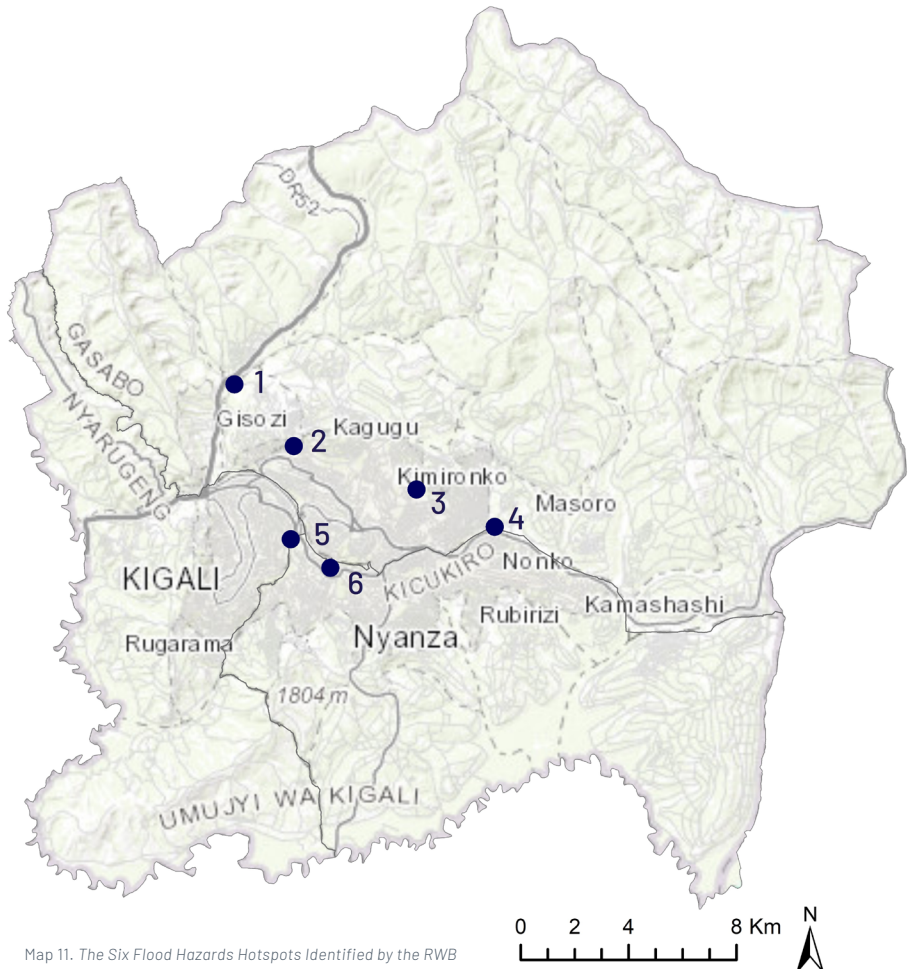 DR52
GASABO
NYARUGENG
1
Gisozi
2
Kagugu
Kimironko
3
Masoro
4
5
Nonko
6
KICUKIRO
KIGALI
Kamashashi
Rubirizi
Nyanza
Rugarama
1804 m
UMUJYI WA KIGALI
0 2 4 8 Km
N
Map 11. The Six Flood Hazards Hotspots Identified by the RWB